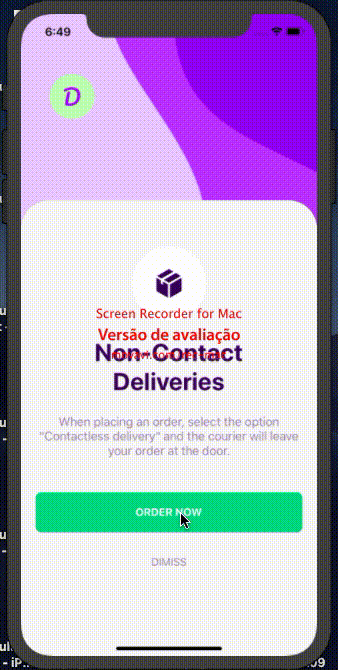 6:49
D
Screen Recorder for Mac
Versão de avaliação
Non-Contact
Deliveries
When placing an order, select the option
"Contactless delivery" and the courier will leave
your order at the door.
ORDER NOW
DIMISS